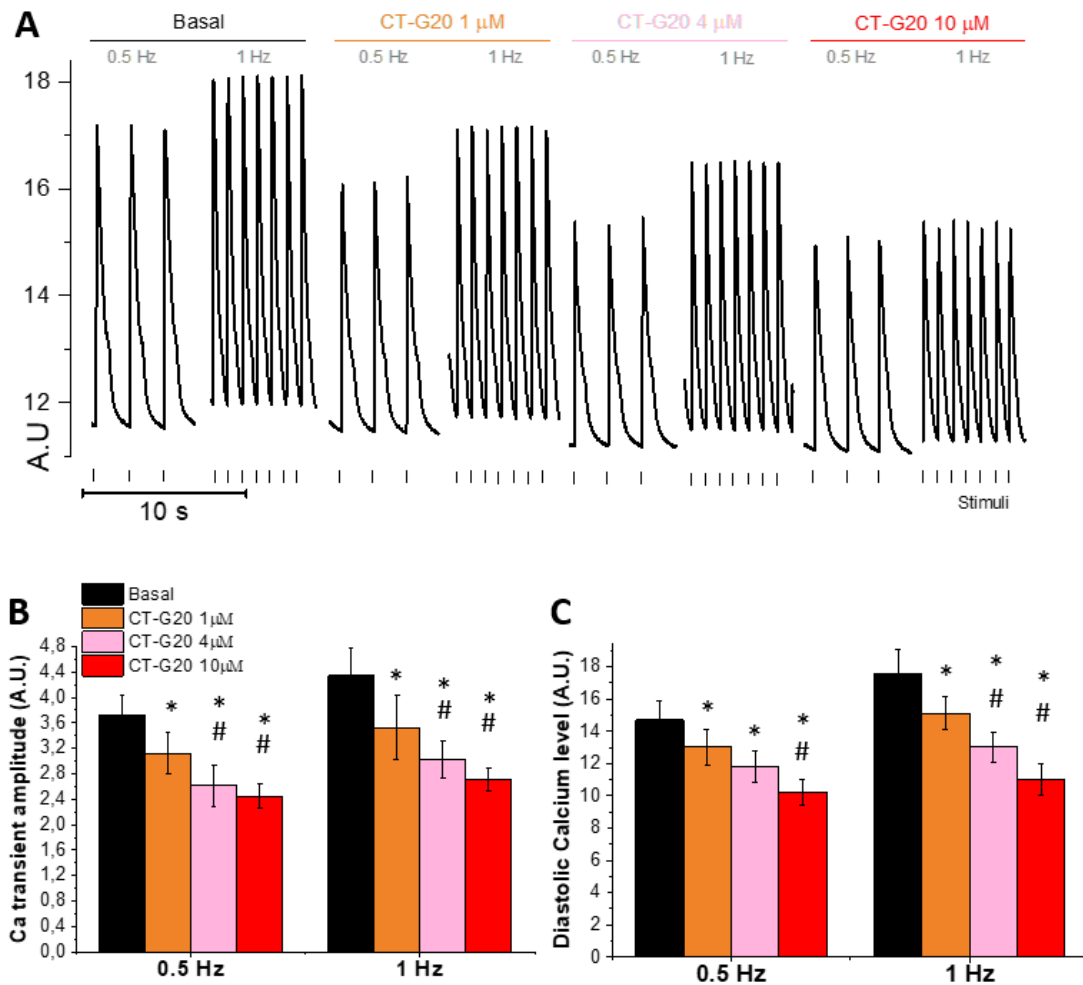 A
Basal CT-G20 1 μM CT-G20 4 μM CT-G20 10 μM
0.5 Hz 1 Hz 0.5 Hz 1Hz 0.5 Hz 1Hz 0.5 Hz 1 Hz
18
16
14
12
A.U
10 s
Stimuli
B
Basal
CT-G20 1μM
CT-G20 4μM
CT-G20 10μM
Ca transient amplitude (A.U.)
4,8
4,4
4,0
3,6
3,2
2,8
2,4
2,0
1,6
1,2
0,8
0,4
0,0
* * # * # * * # * #
0.5 Hz 1 Hz
C
Diastolic Calcium level (A.U.)
18
16
14
12
10
8
6
4
2
0
* * * # * * # * #
0.5 Hz 1 Hz